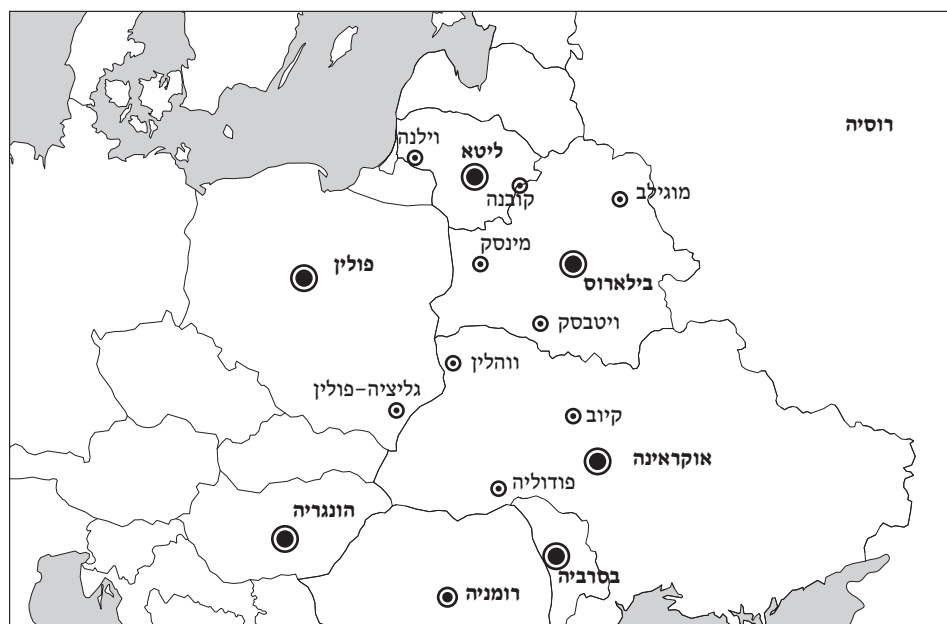 רוסיה
וילנה
ליטא
קובנה
מוגילב
מינסק
פולין
בילארוס
ויטבסק
ווהלין
גליציה-פולין
קיוב
אוקראינה
פודוליה
הונגריה
בסרביה
רומניה